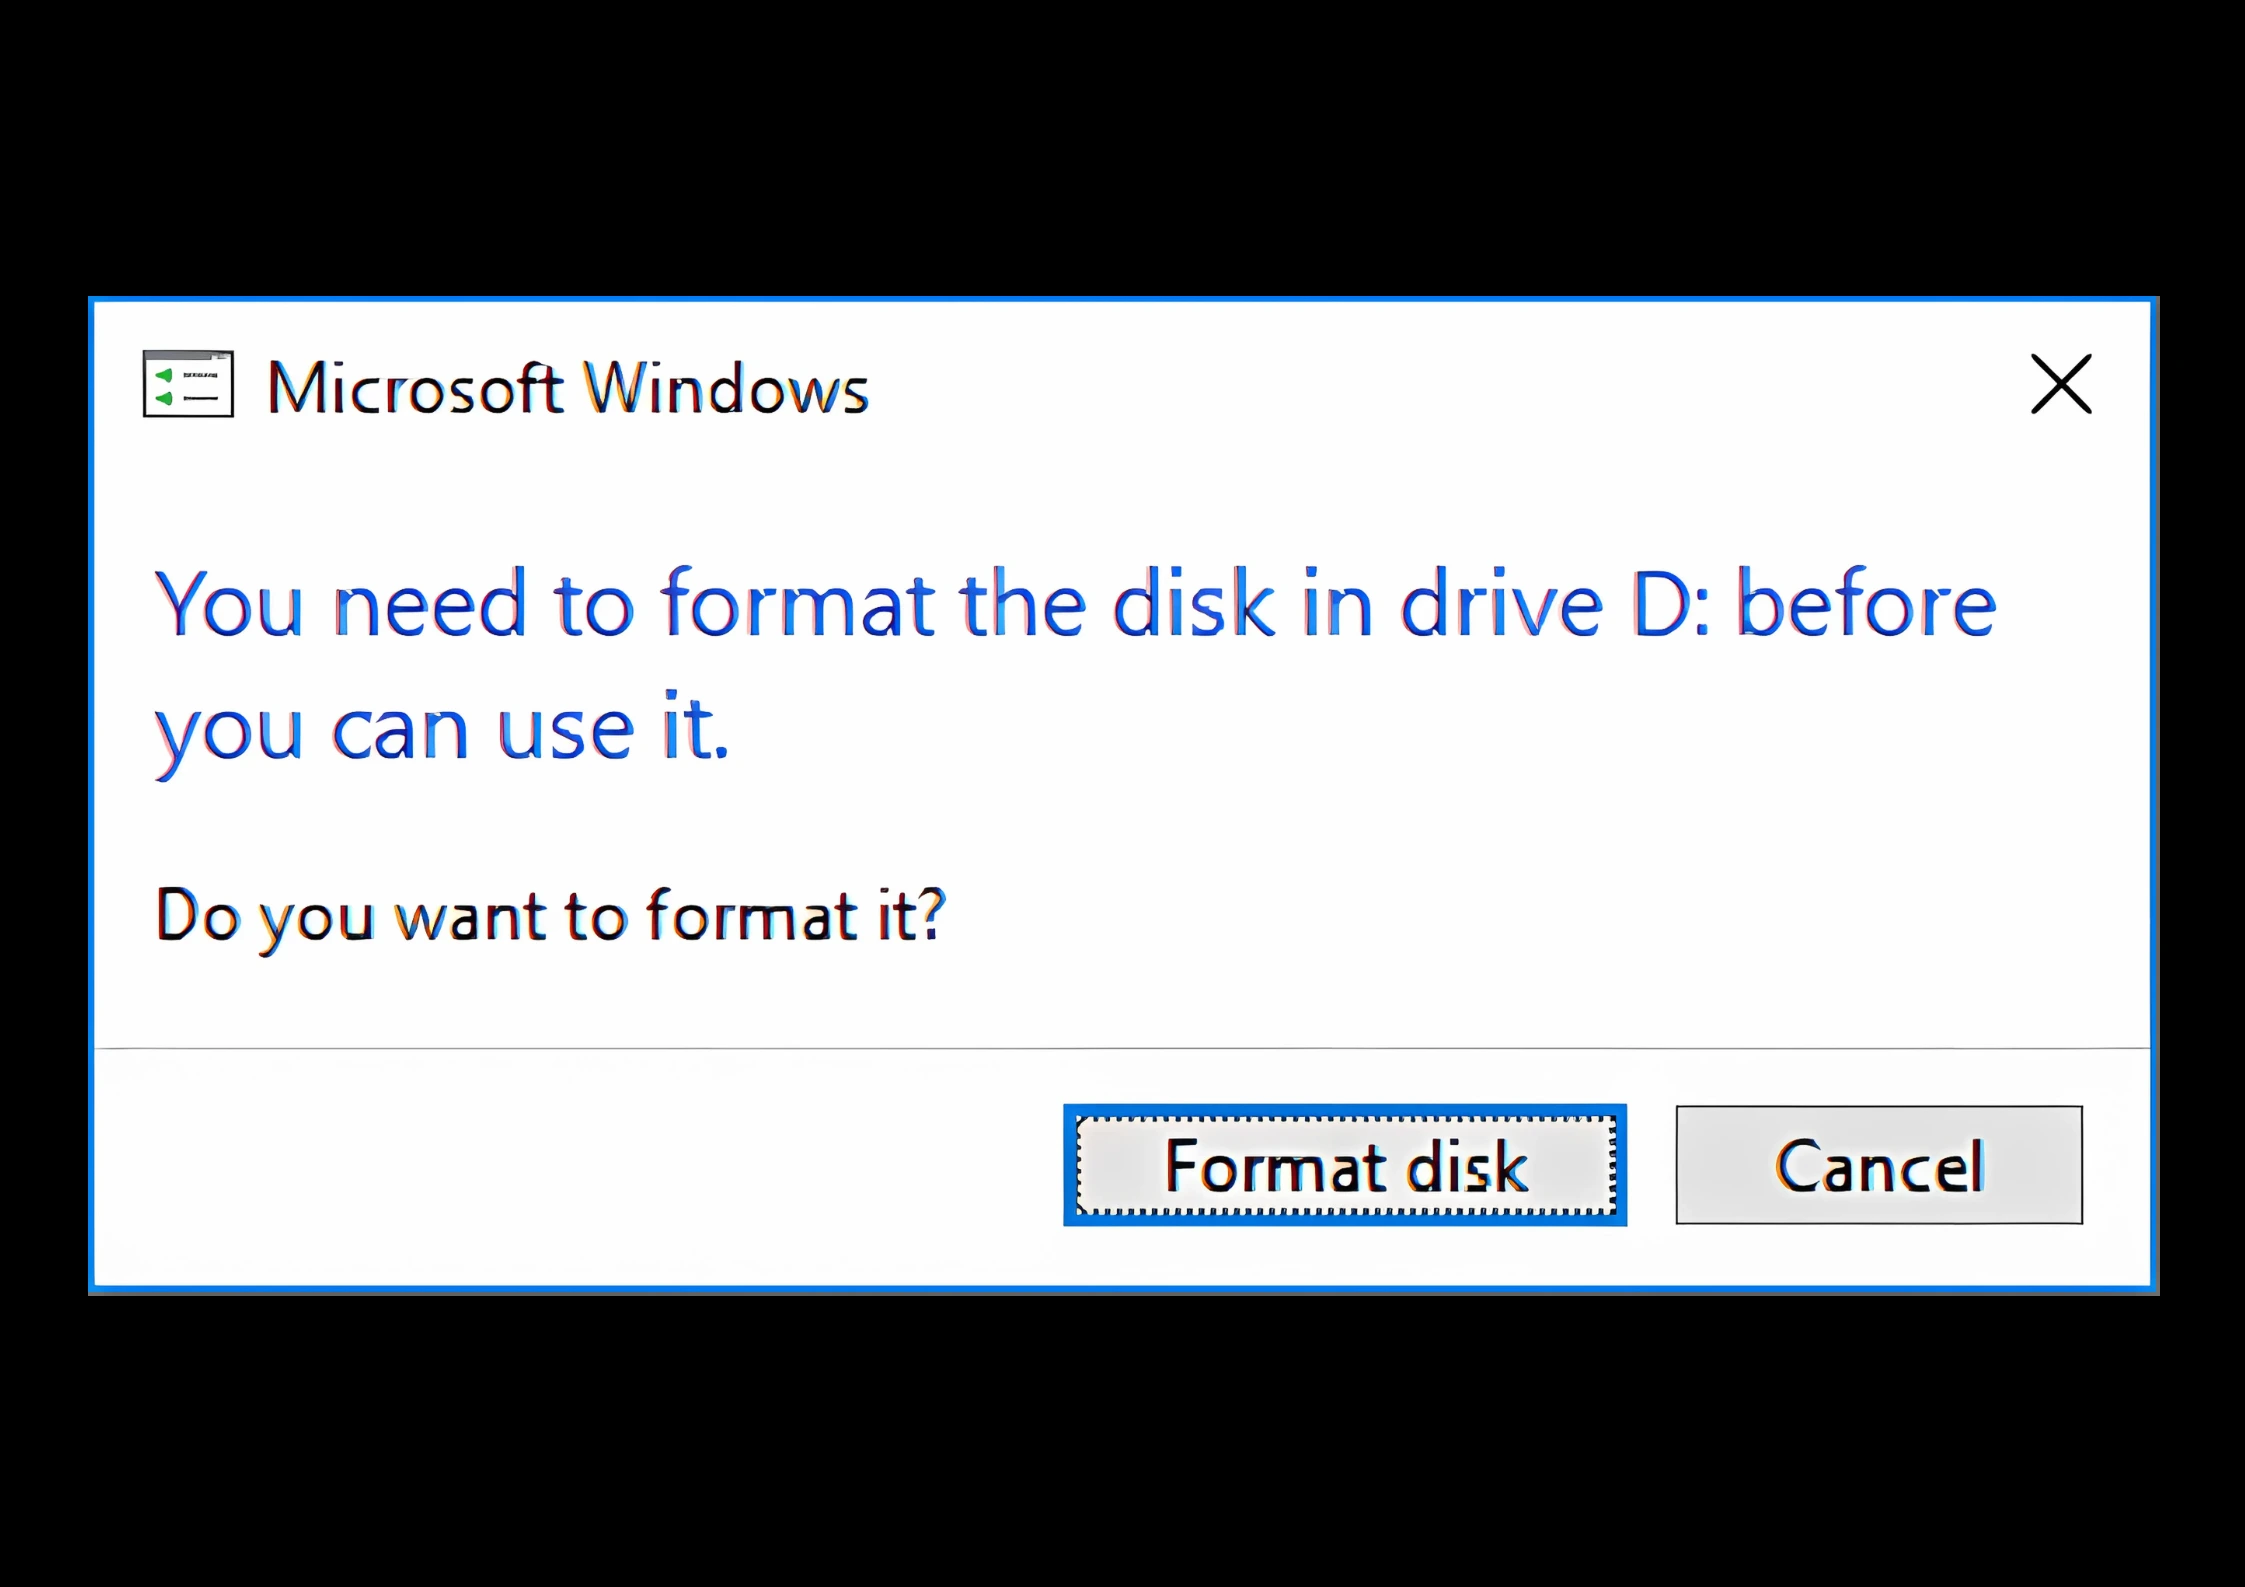 Microsoft Windows
You need to format the disk in drive D: before
you can use it.
Do you want to format it?
Format disk
Cancel